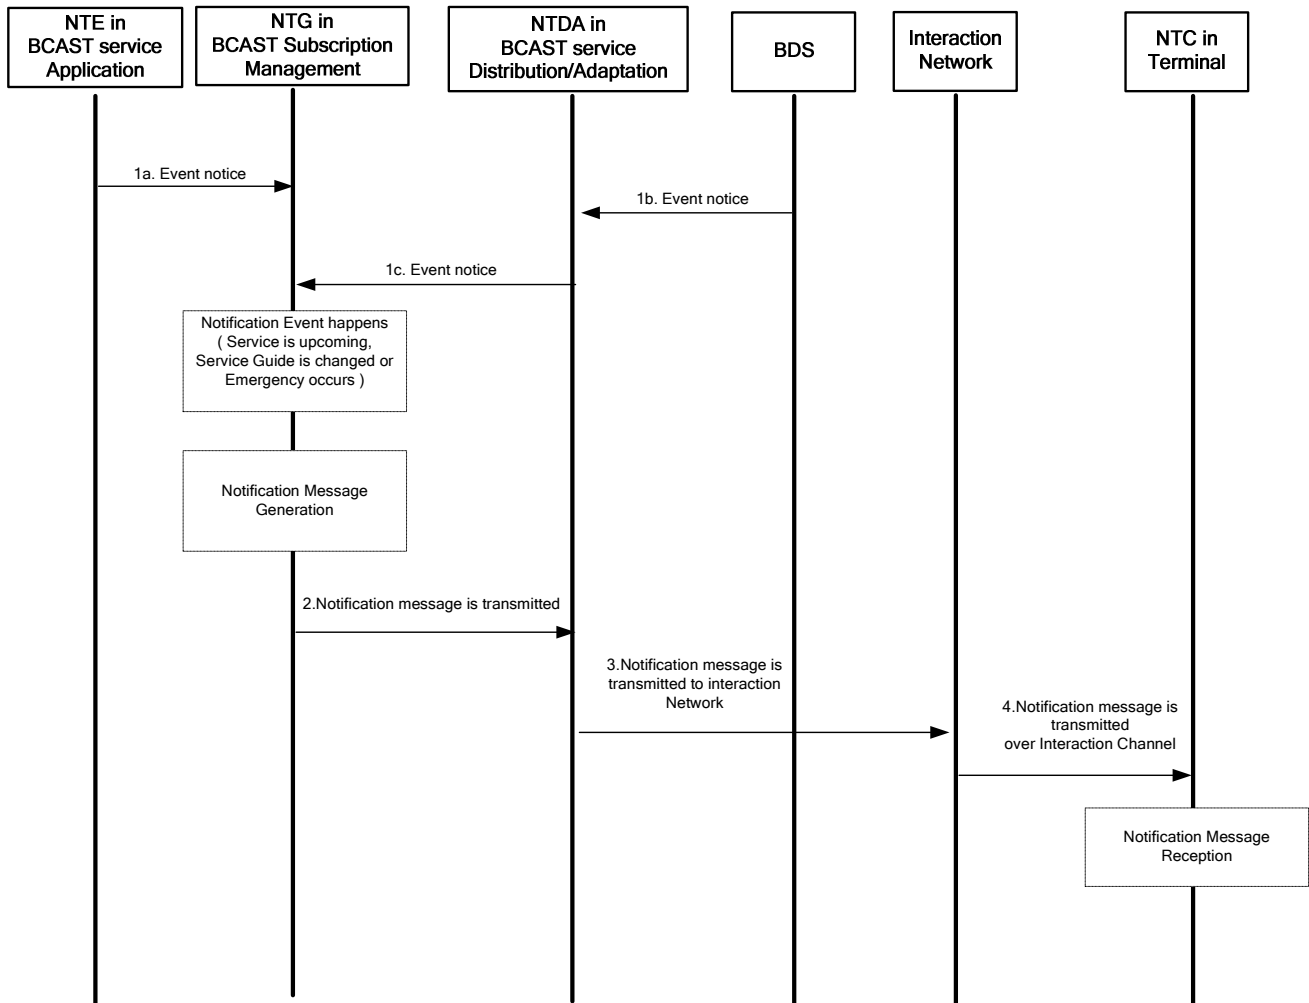 NTE in
BCAST service
Application
NTG in
BCAST Subscription
Management
NTDA in
BCAST service
Distribution/Adaptation
BDS
Interaction
Network
NTC in
Terminal
1a. Event notice
1b. Event notice
1c. Event notice
Notification Event happens
( Service is upcoming,
Service Guide is changed or
Emergency occurs )
Notification Message
Generation
2.Notification message is transmitted
3.Notification message is
transmitted to interaction
Network
4.Notification message is
transmitted
over Interaction Channel
Notification Message
Reception